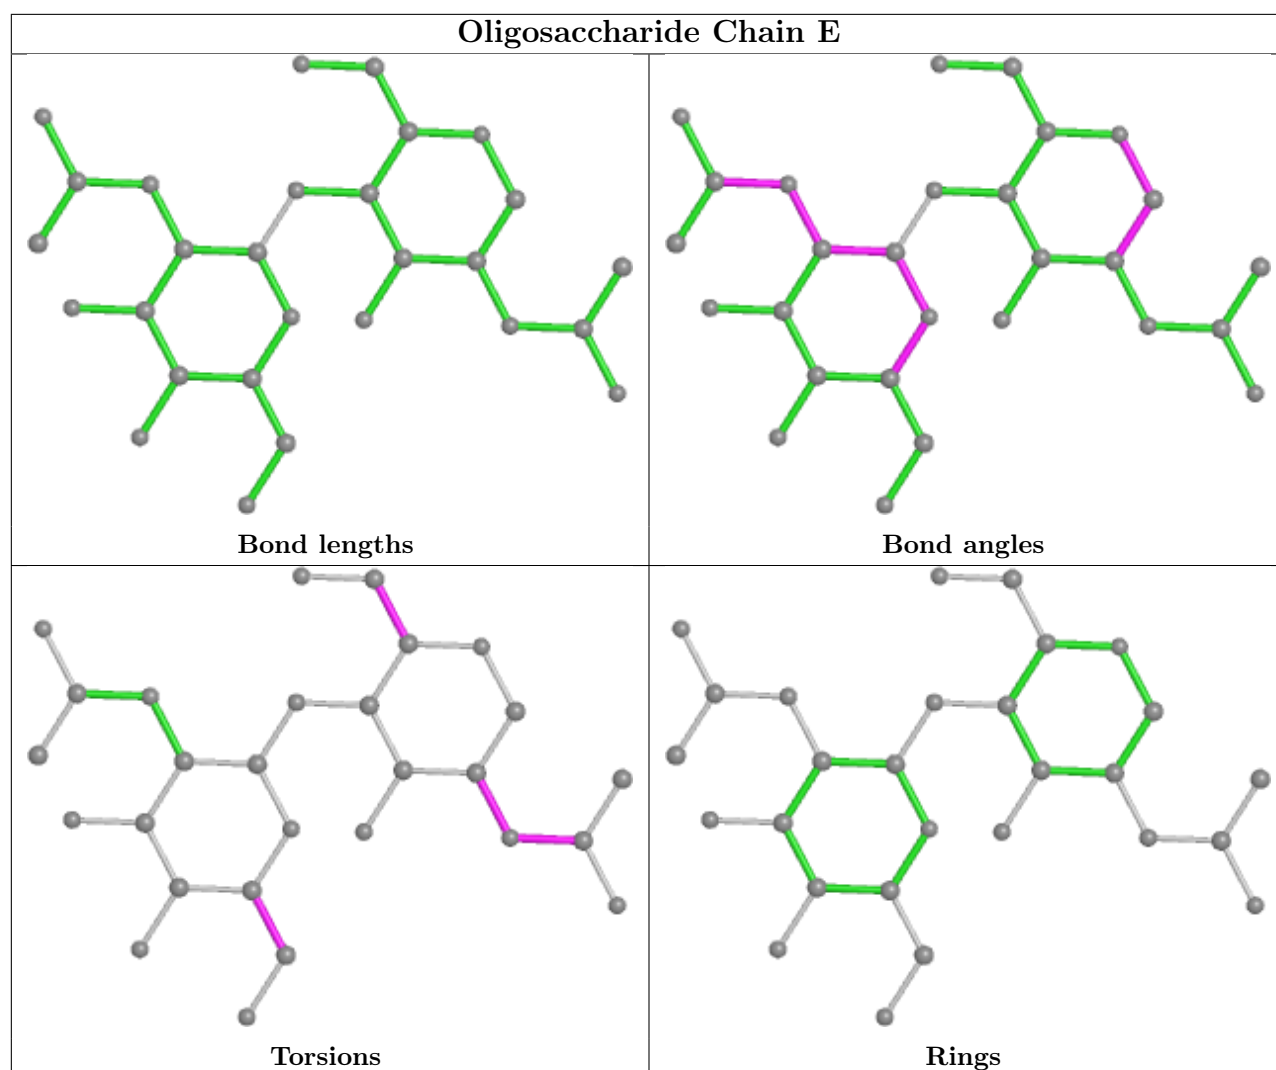 Oligosaccharide Chain E
Bond lengths
Bond angles
Torsions
Rings